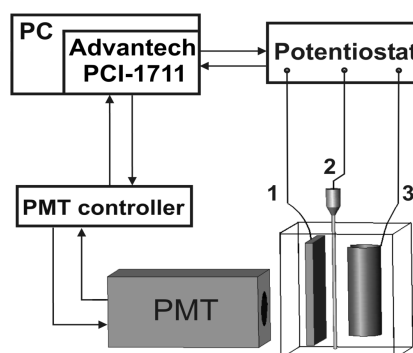 PC
Advantech
PCI-1711
Potentiostat
2
1
3
PMT controller
PMT